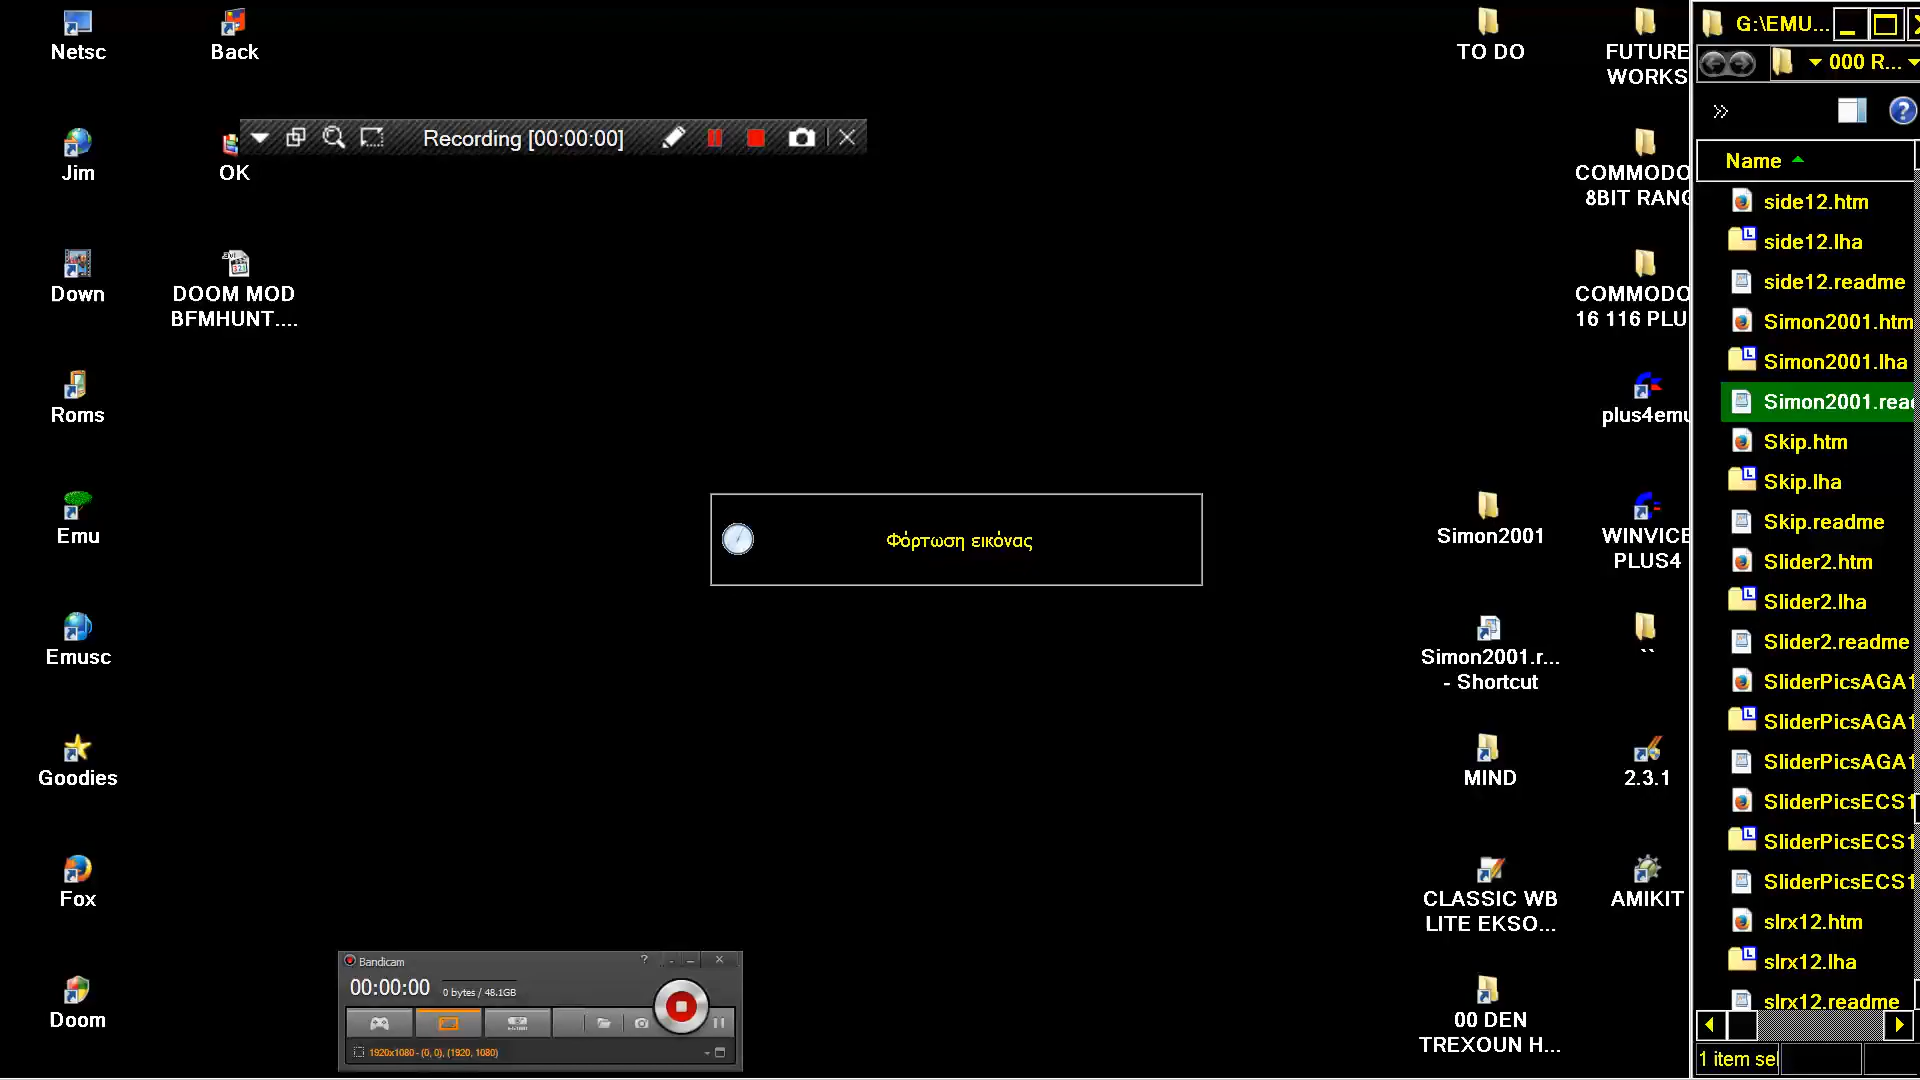 Netsc
Back
Jim
OK
Down
DOOM MOD
BFMHUNT....
Roms
Emu
Emusc
Goodies
Fox
Doom
Recording [00:00:00]
Φόρτωση εικόνας
Bandicam
?
00:00:00
0 bytes / 48.1GB
1920x1080 - (0, 0), (1920, 1080)
TO DO
FUTURE
WORKS
COMMODO
8BIT RANG
COMMODO
16 116 PLU
plus4emu
Simon2001
WINVICE
PLUS4
Simon2001.r...
- Shortcut
``
MIND
2.3.1
CLASSIC WB
LITE EKSO...
AMIKIT
00 DEN
TREXOUN H...
G:\EMU...
000 R...
Name
side12.htm
side12.lha
side12.readme
Simon2001.htm
Simon2001.lha
Simon2001.read
Skip.htm
Skip.lha
Skip.readme
Slider2.htm
Slider2.lha
Slider2.readme
SliderPicsAGA1
SliderPicsAGA1
SliderPicsAGA1
SliderPicsECS1
SliderPicsECS1
SliderPicsECS1
slrx12.htm
slrx12.lha
slrx12.readme
1 item sel